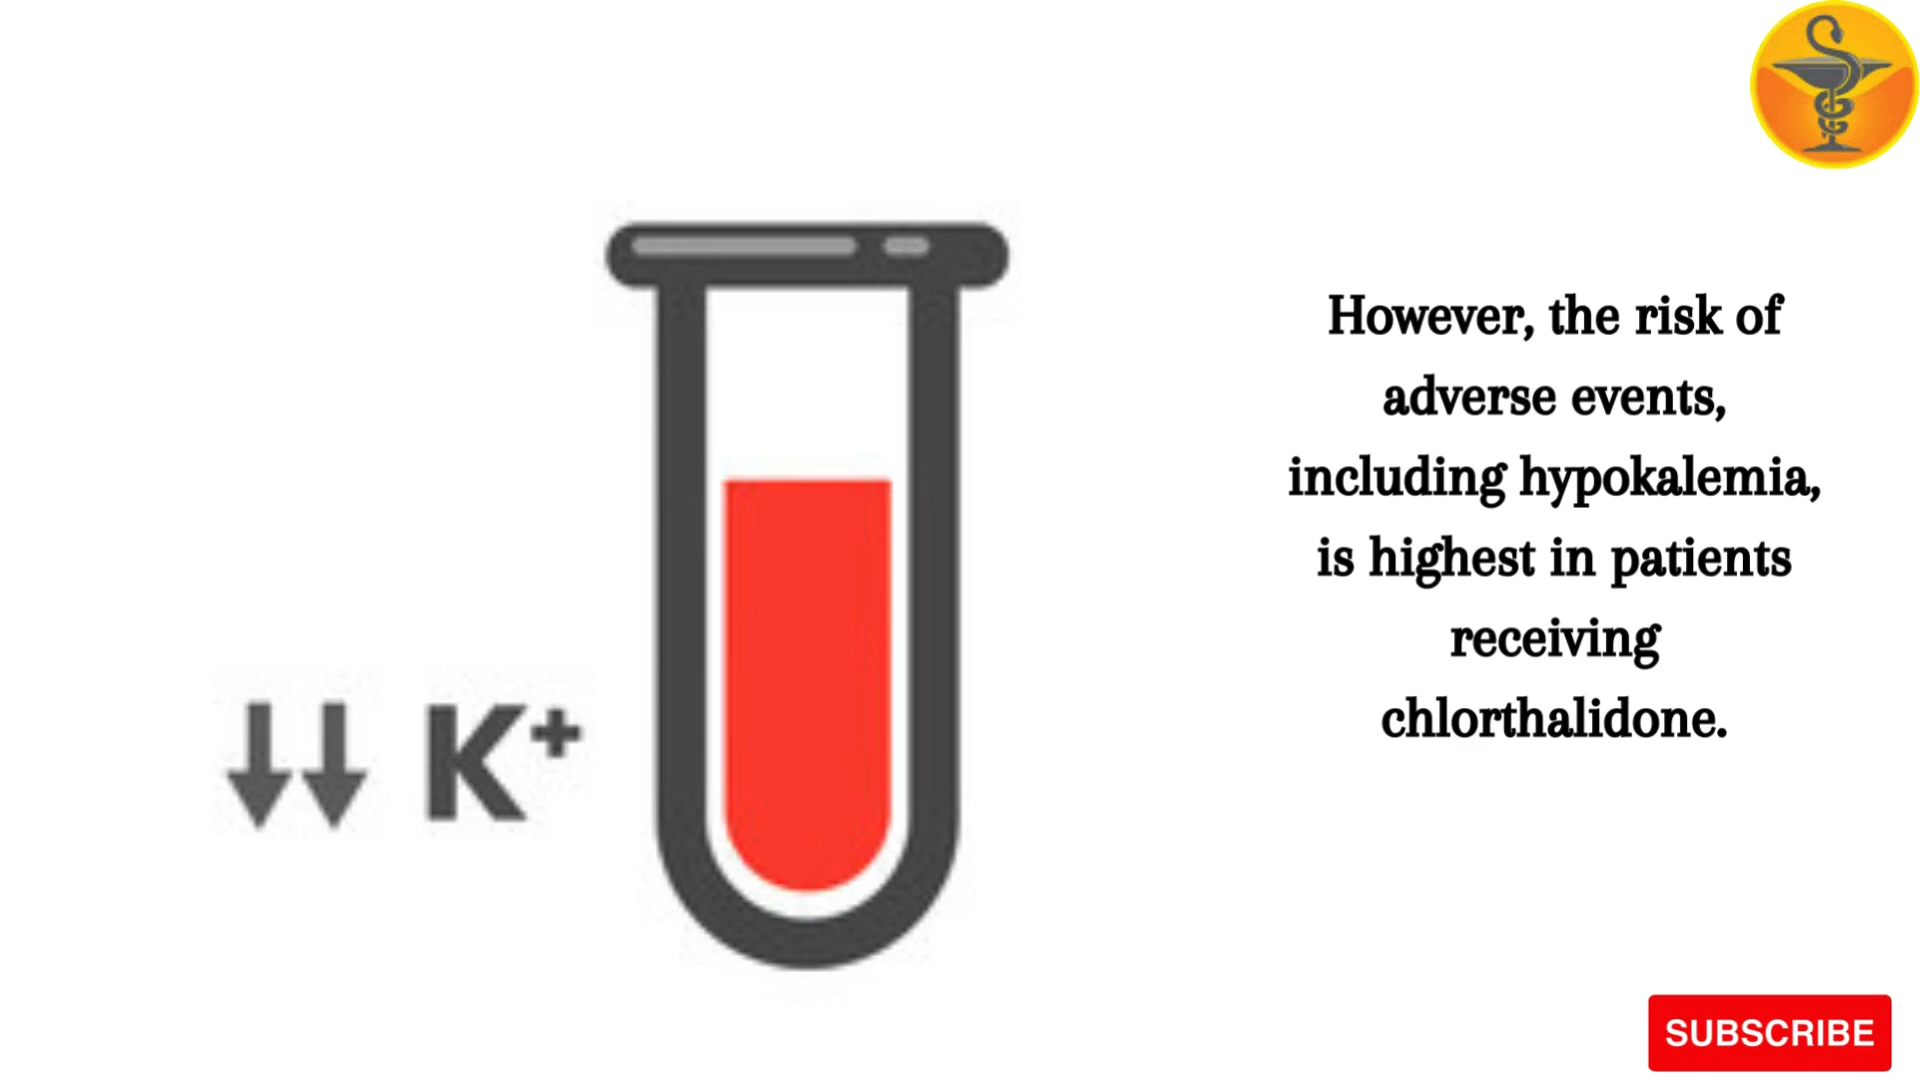 However, the risk of
adverse events,
including hypokalemia,
is highest in patients
receiving
chlorthalidone.
↓↓ K⁺
SUBSCRIBE